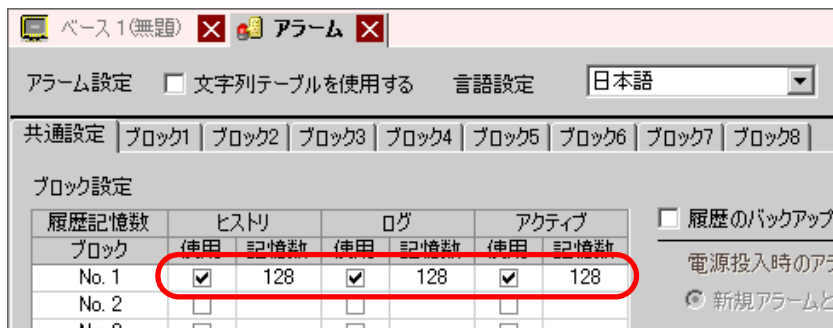 ベース1(無題) アラーム
アラーム設定 文字列テーブルを使用する 言語設定 日本語
共通設定 ブロック1 ブロック2 ブロック3 ブロック4 ブロック5 ブロック6 ブロック7 ブロック8
ブロック設定
履歴記憶数 ヒストリ ログ アクティブ 履歴のバックアップ
ブロック 使用 記憶数 使用 記憶数 使用 記憶数
電源投入時のア
No. 1 128 128 128
新規アラームと
No. 2